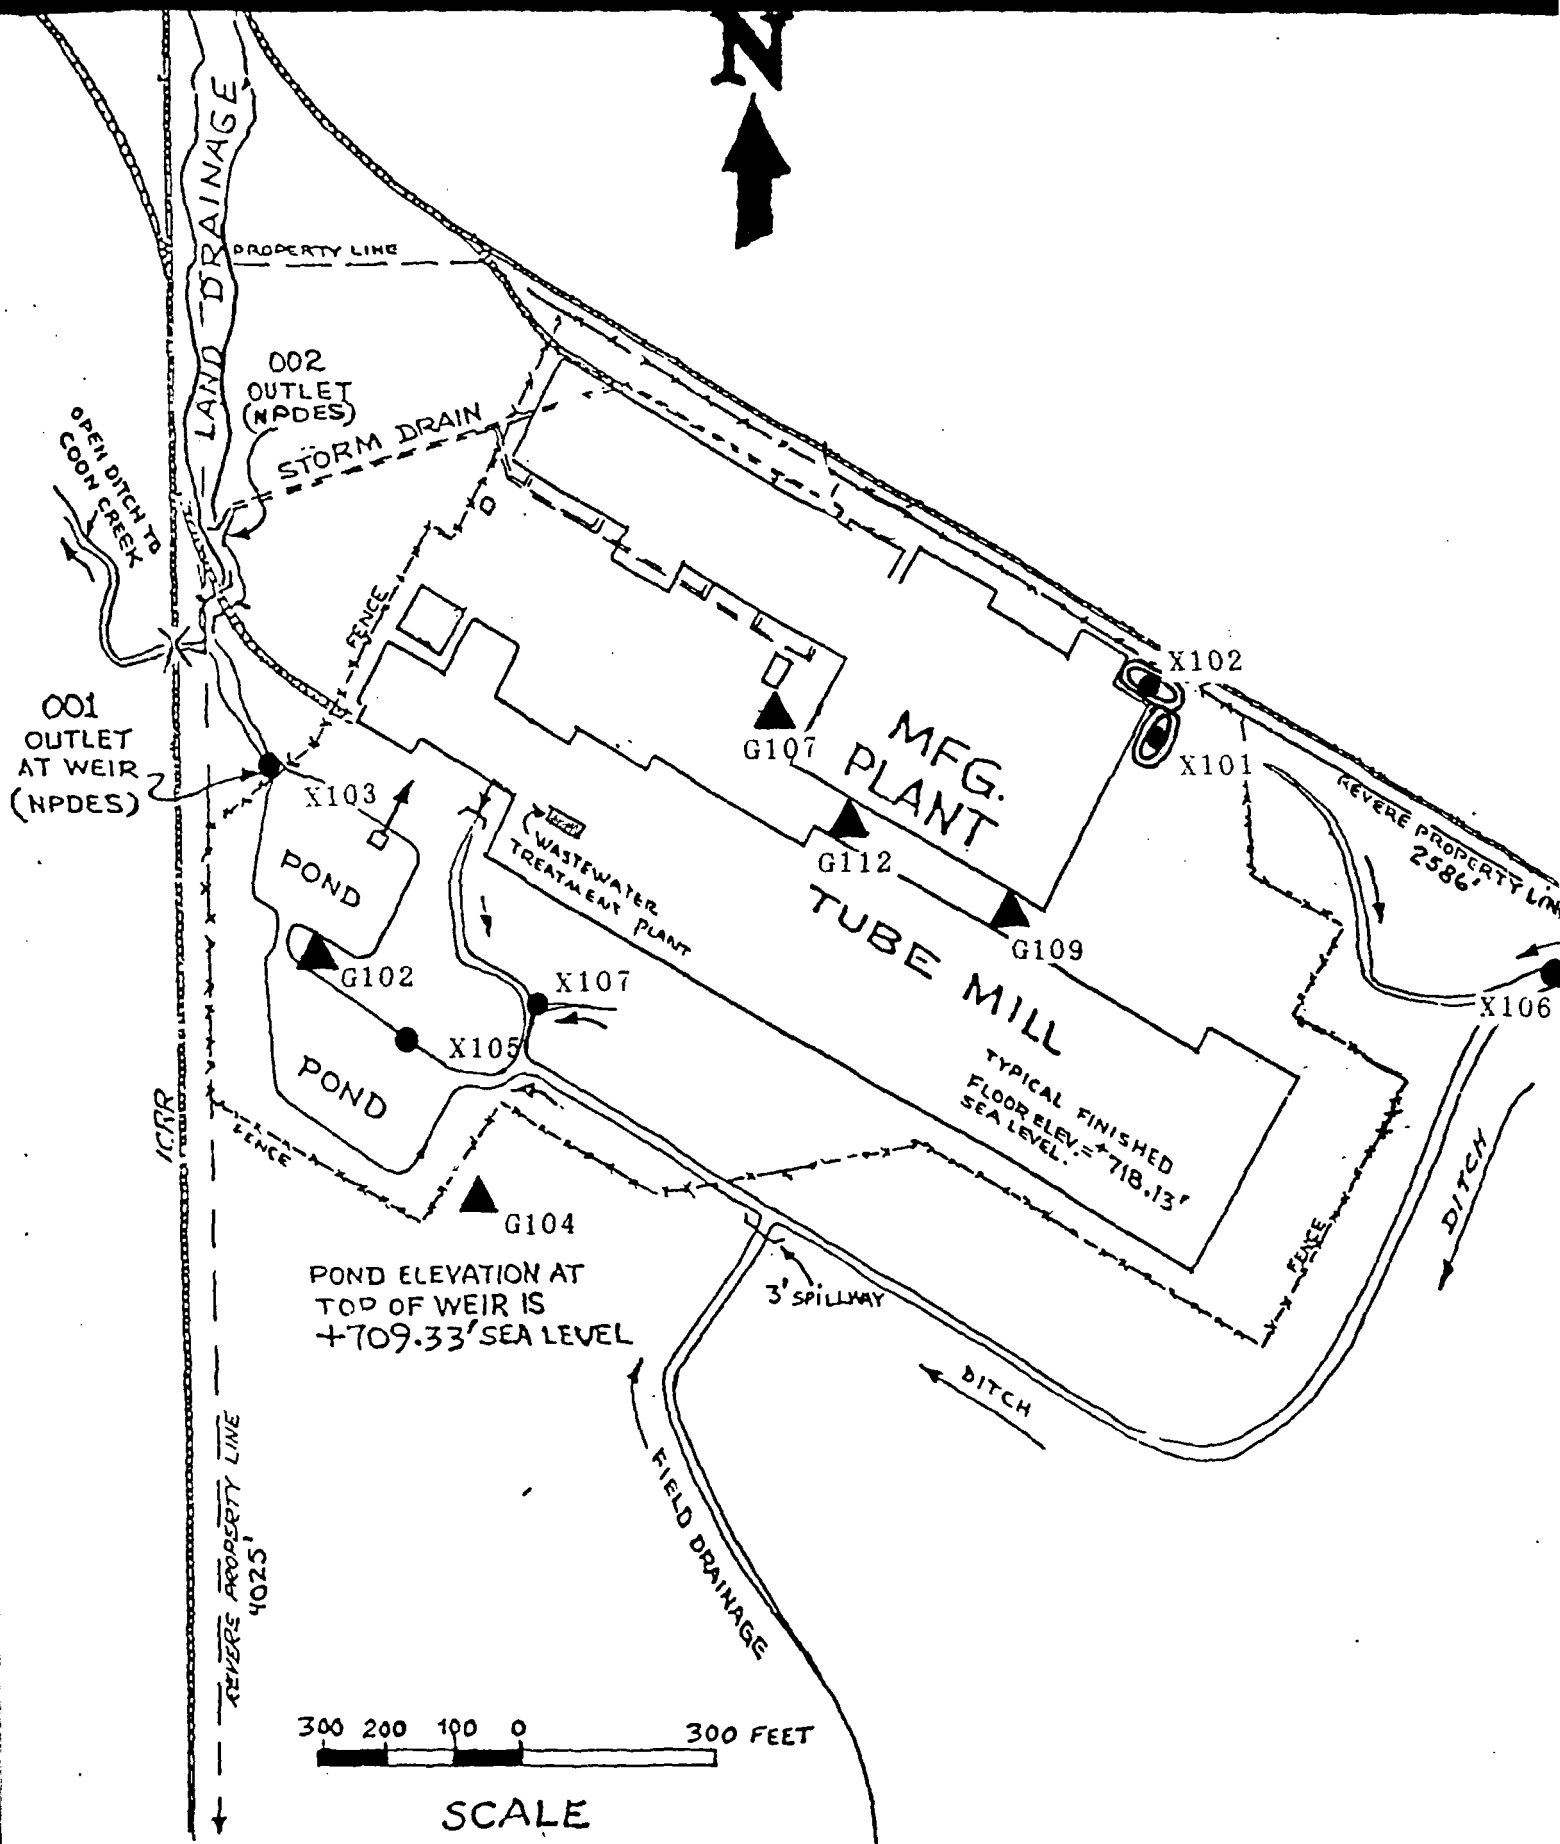 N
LAND DRAINAGE
PROPERTY LINE
002
OUTLET
(NPDES)
STORM DRAIN
OPEN DITCH TO
COON CREEK
FENCE
X102
X101
001
OUTLET
AT WEIR
(NPDES)
X103
G107
MFG.
PLANT
REVERE PROPERTY LINE
2586'
POND
WASTEWATER
TREATMENT PLANT
G112
TUBE MILL
G109
G102
X107
X106
X105
POND
TYPICAL FINISHED
FLOOR ELEV.=+718.13'
SEA LEVEL.
ICRR
FENCE
DITCH
G104
FENCE
POND ELEVATION AT
TOP OF WEIR IS
+709.33' SEA LEVEL
3' SPILLWAY
DITCH
FIELD DRAINAGE
REVERE PROPERTY LINE
4025'
300 200 100 0 300 FEET
SCALE